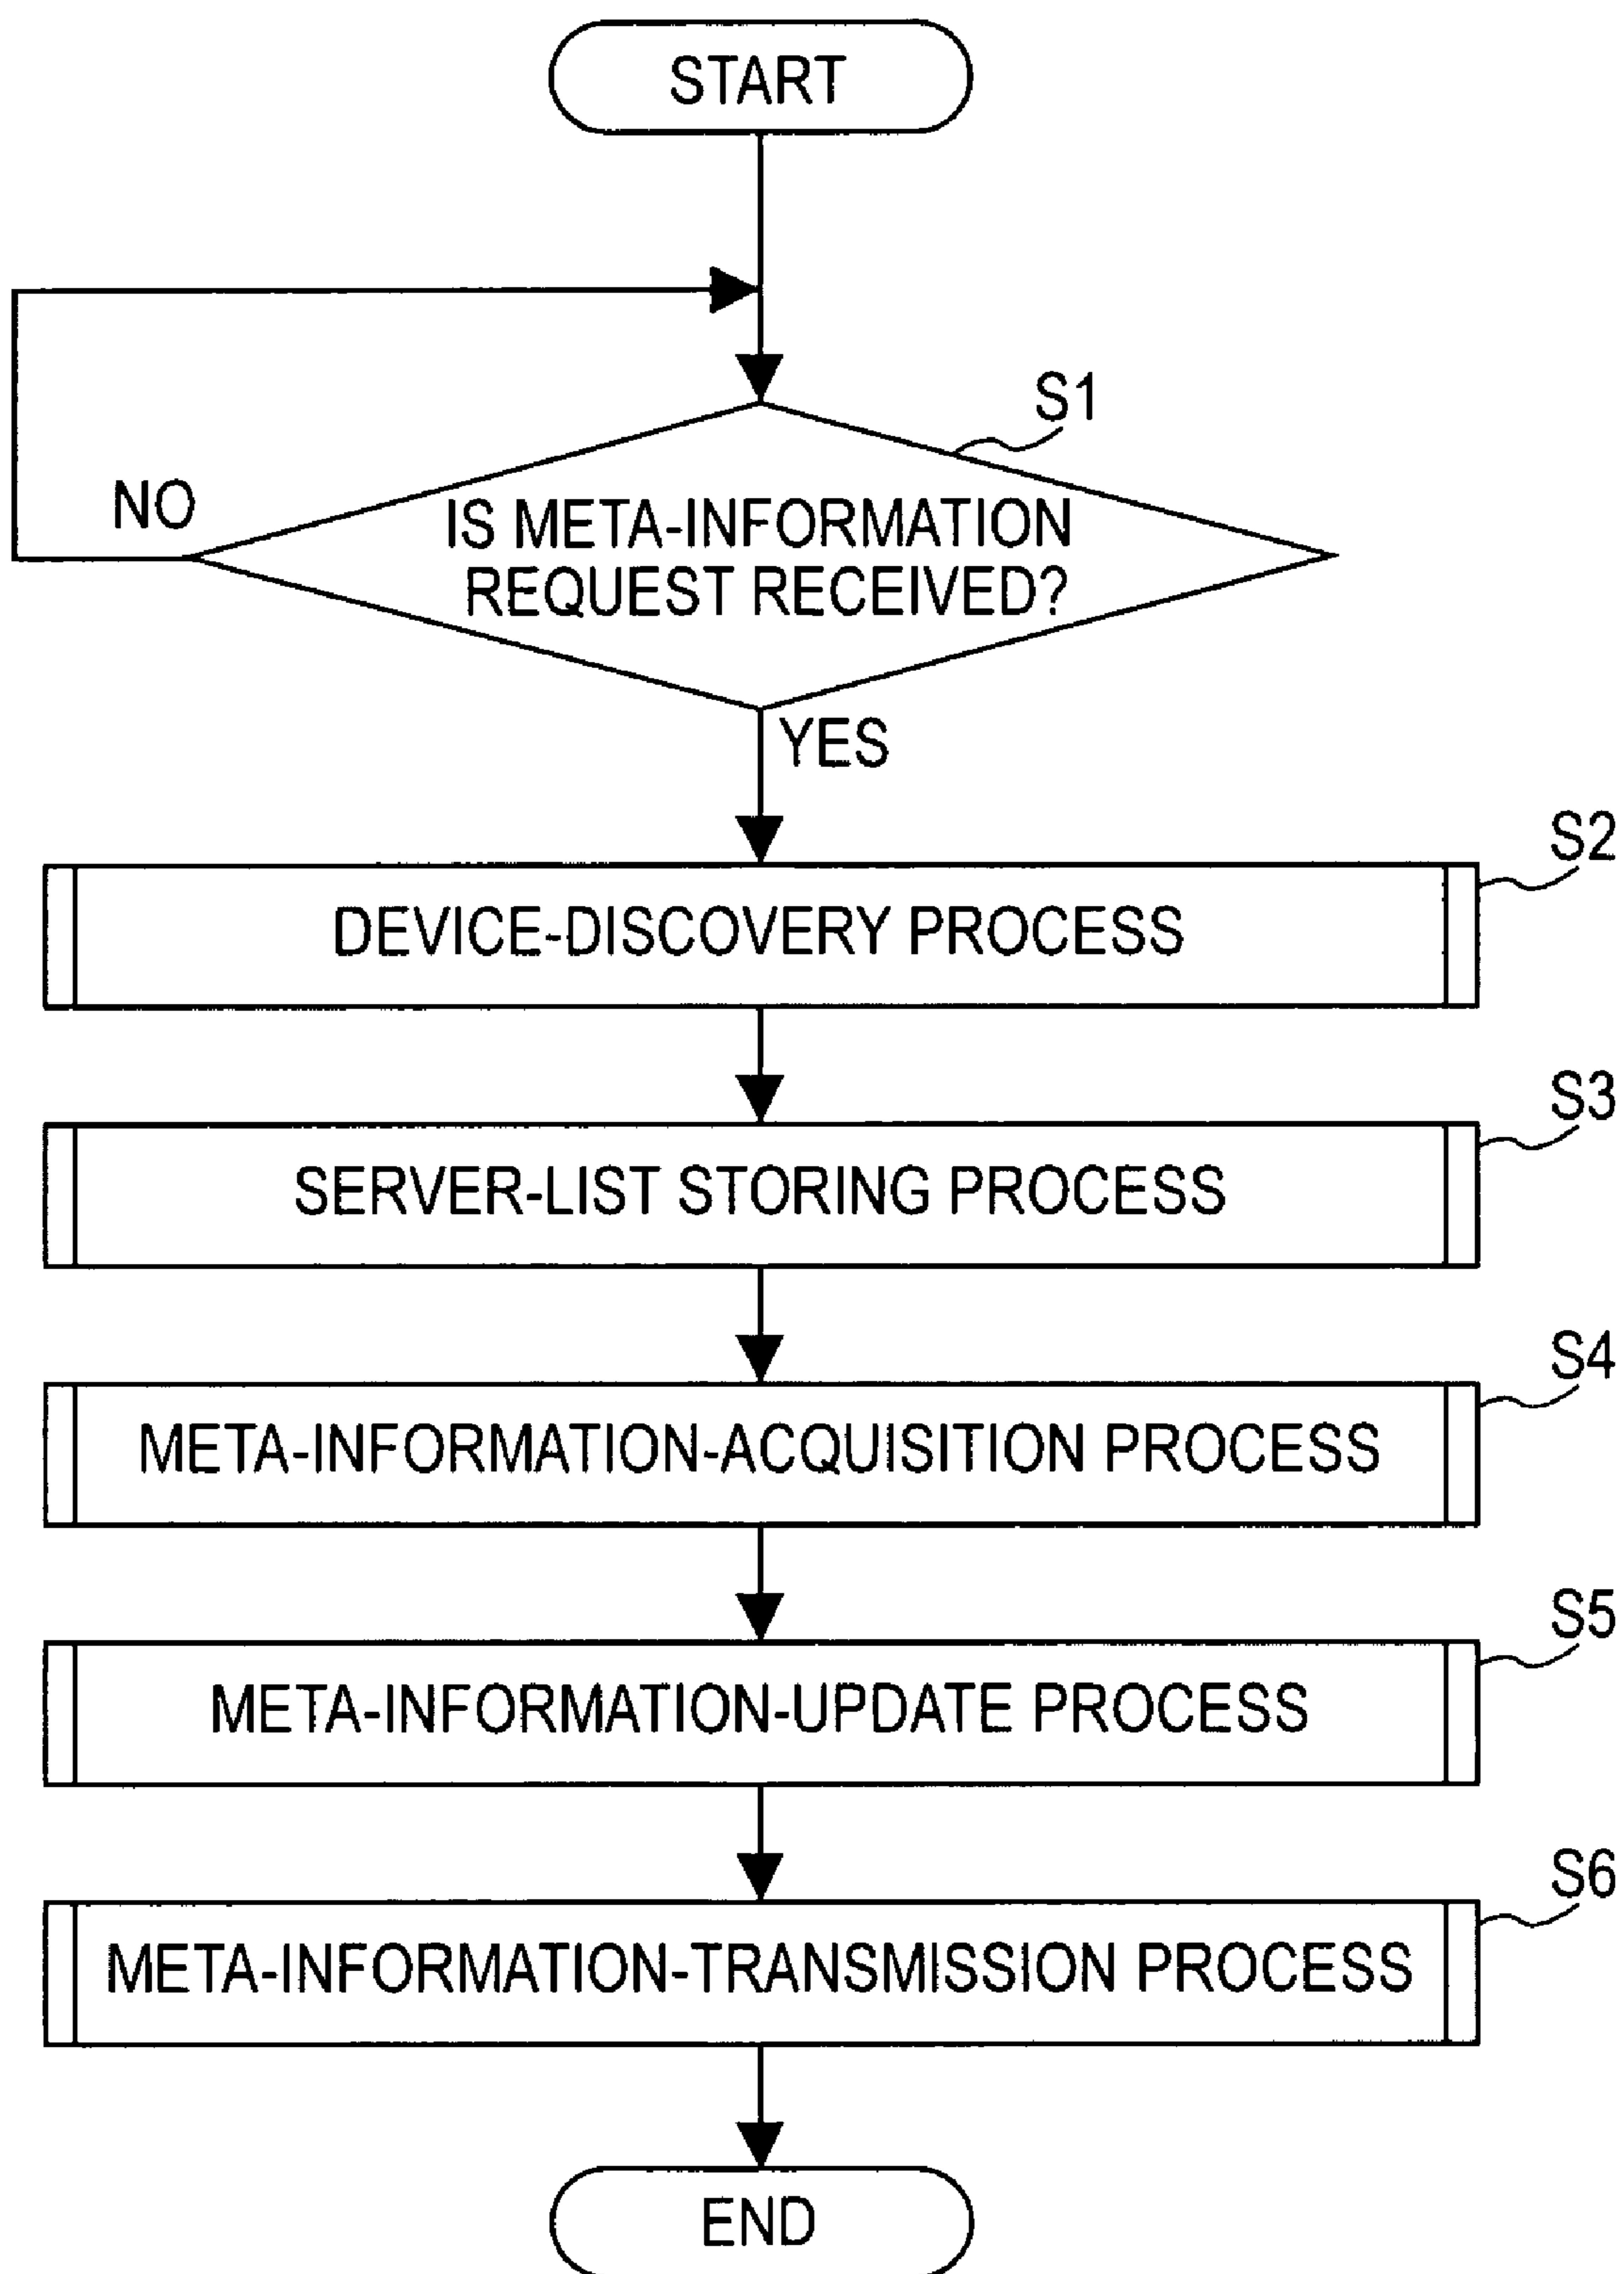 START
S1
NO
IS META-INFORMATION
REQUEST RECEIVED?
YES
S2
DEVICE-DISCOVERY PROCESS
S3
SERVER-LIST STORING PROCESS
S4
META-INFORMATION-ACQUISITION PROCESS
S5
META-INFORMATION-UPDATE PROCESS
S6
META-INFORMATION-TRANSMISSION PROCESS
END